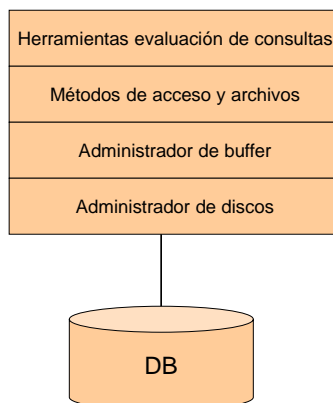 Herramientas evaluación de consultas
Métodos de acceso y archivos
Administrador de buffer
Administrador de discos
DB